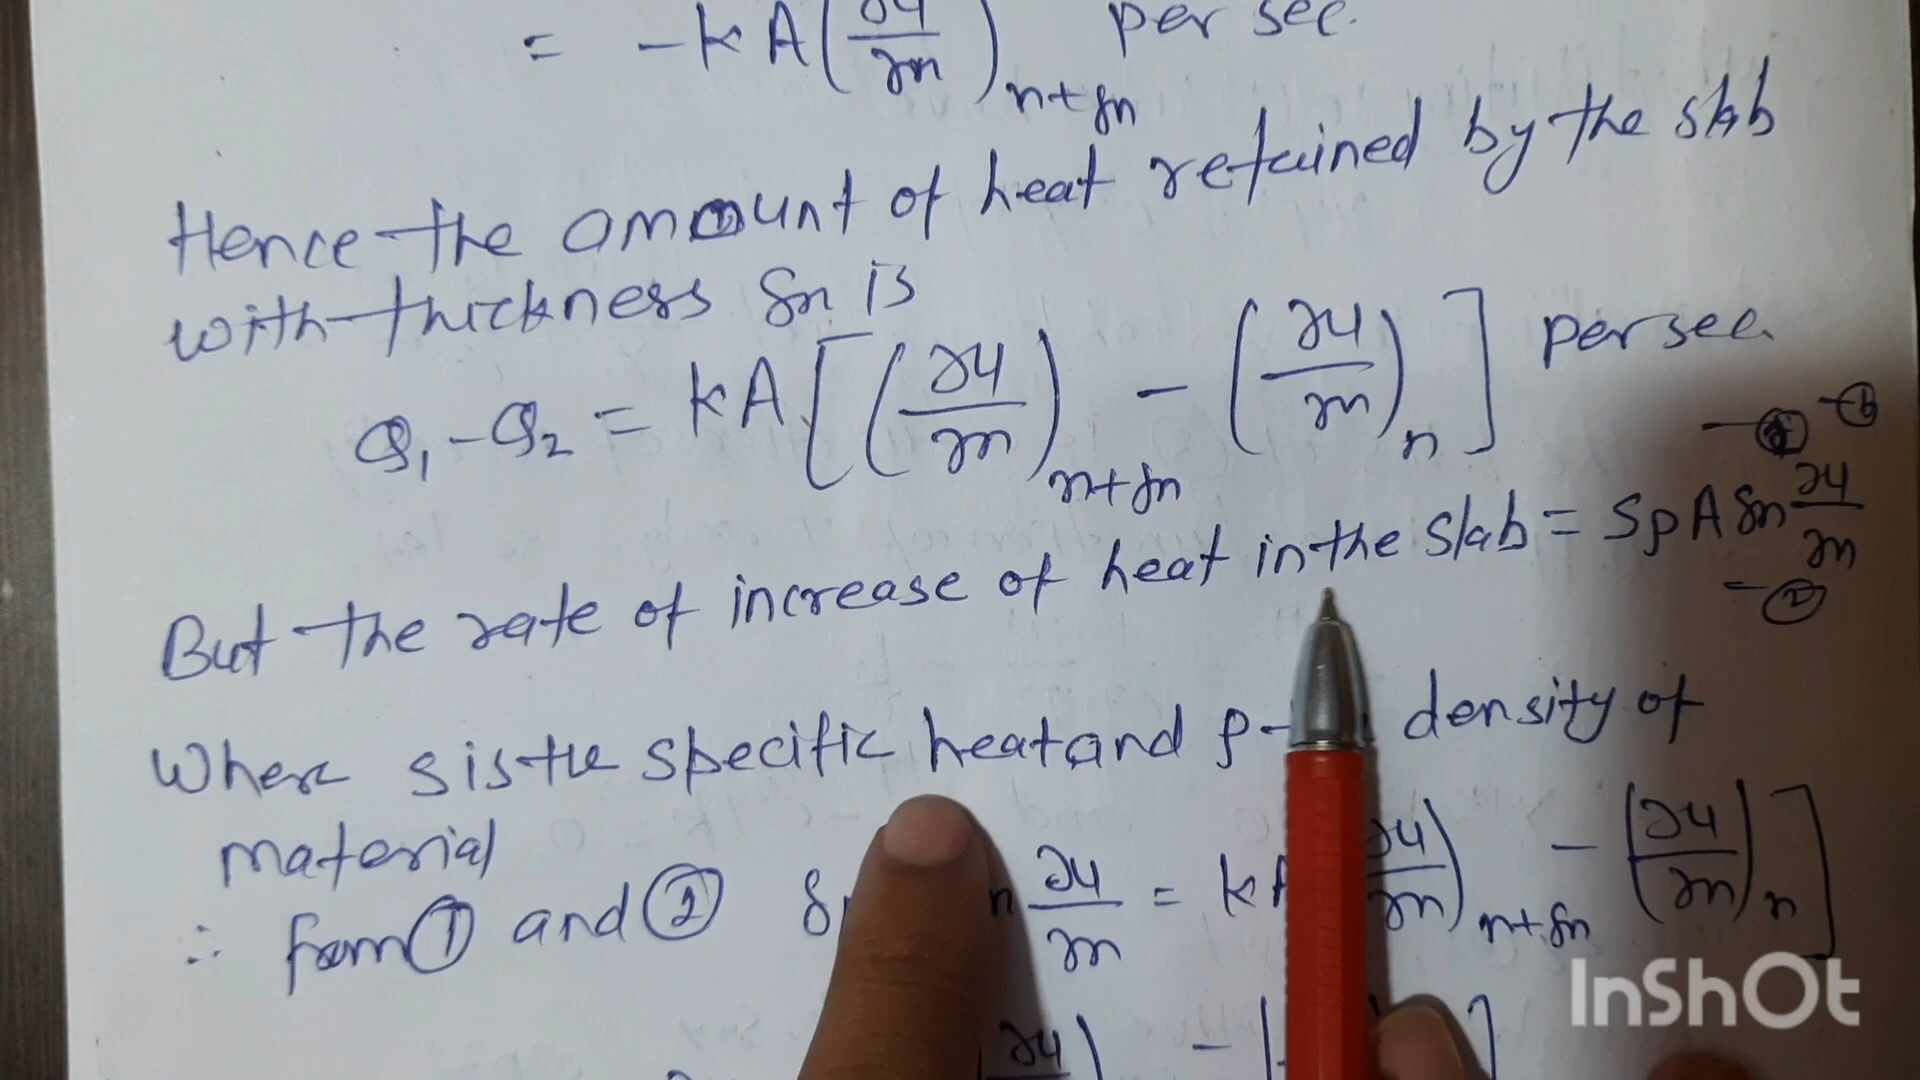 = -kA(∂u/∂x)x+δx per sec.
Hence the amount of heat retained by the slab
with thickness δx is
Q₁-Q₂ = kA[(∂u/∂x)x+δx - (∂u/∂x)x] per sec.
But the rate of increase of heat in the slab = SρAδx ∂u/∂x
-②
Where s is the specific heat and ρ- density of
material
∴ from ① and ② ∂u/∂x = k ∂u/∂x)x+δx - (∂u/∂x)x]
∂u) -
InShOt